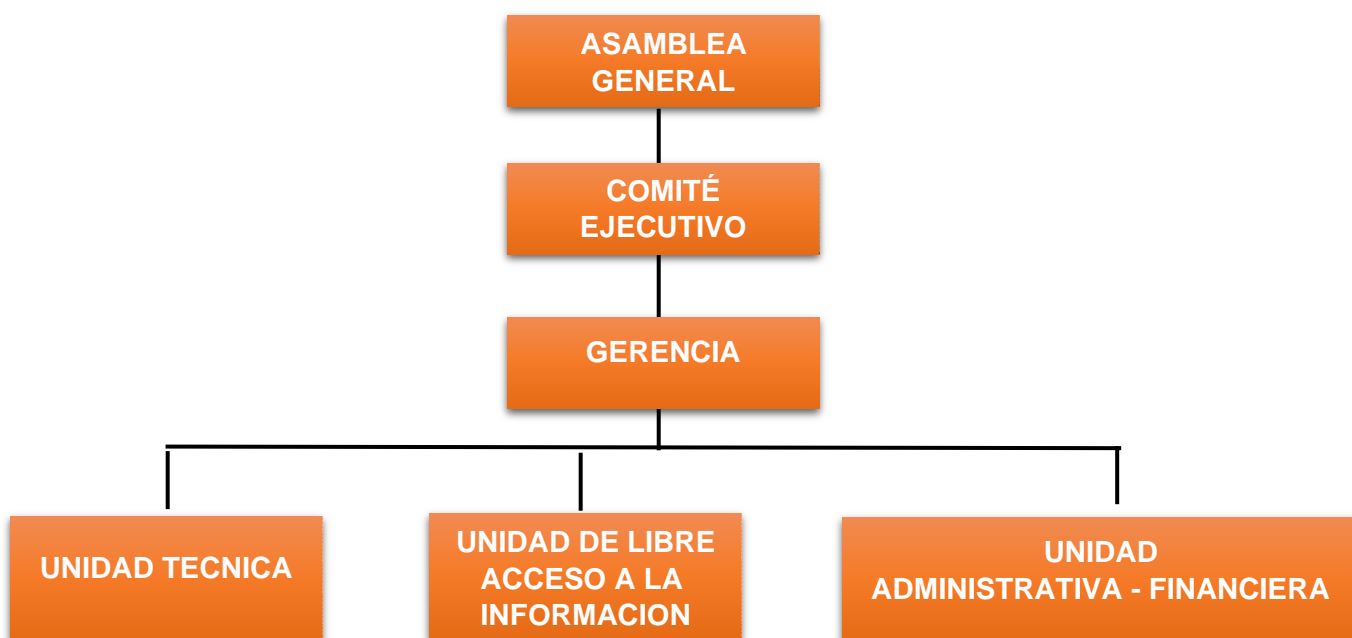 ASAMBLEA
GENERAL
COMITÉ
EJECUTIVO
GERENCIA
UNIDAD TECNICA
UNIDAD DE LIBRE
ACCESO A LA
INFORMACION
UNIDAD
ADMINISTRATIVA - FINANCIERA